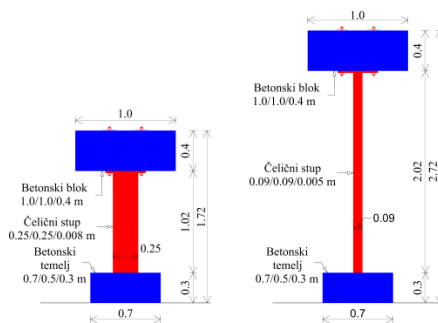 1.0
Betonski blok
1.0/1.0/0.4 m
Čelični stup
0.25/0.25/0.008 m
0.25
Betonski
temelj
0.7/0.5/0.3 m
0.7
0.4
1.02
0.3
1.72
1.0
Betonski blok
1.0/1.0/0.4 m
Čelični stup
0.09/0.09/0.005 m
0.09
Betonski
temelj
0.7/0.5/0.3 m
0.7
0.4
2.02
0.3
2.72